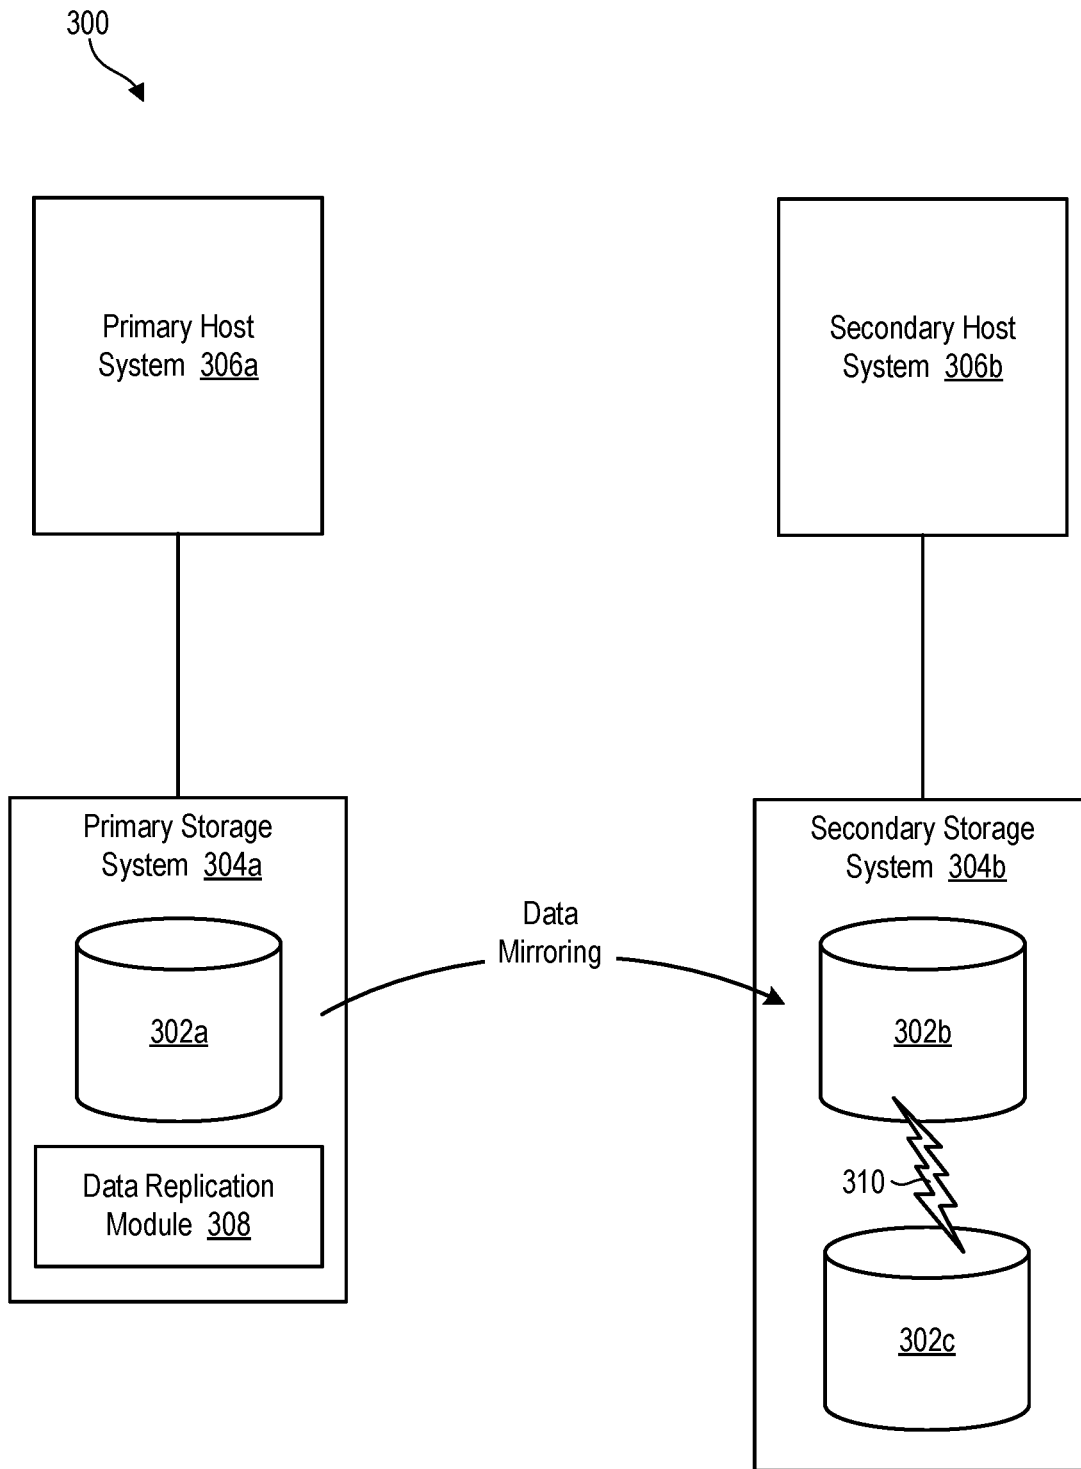 300
Primary Host
System 306a
Secondary Host
System 306b
Primary Storage
System 304a
Secondary Storage
System 304b
Data
Mirroring
302a
302b
Data Replication
Module 308
310
302c